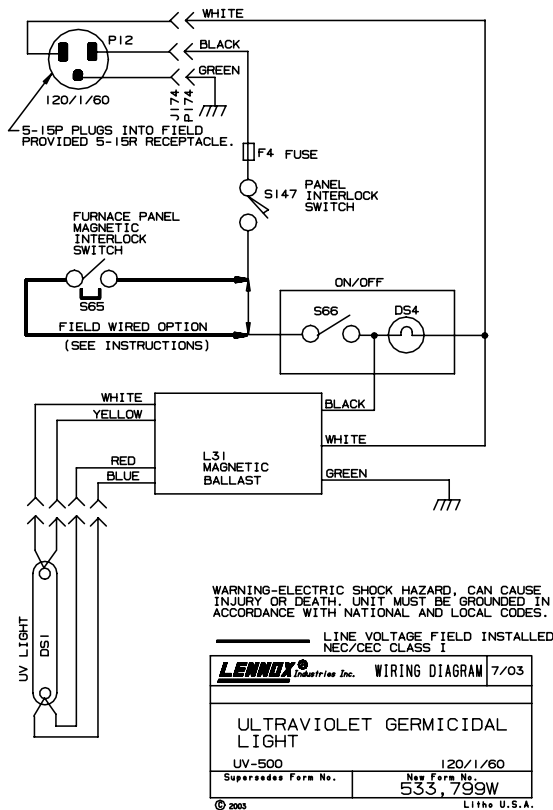 WHITE
P12
BLACK
GREEN
120/1/60
J174
P174
5-15P PLUGS INTO FIELD
PROVIDED 5-15R RECEPTACLE.
F4 FUSE
S147 PANEL
INTERLOCK
SWITCH
FURNACE PANEL
MAGNETIC
INTERLOCK
SWITCH
S65
ON/OFF
S66
DS4
FIELD WIRED OPTION
(SEE INSTRUCTIONS)
WHITE
YELLOW
BLACK
WHITE
RED
BLUE
L31
MAGNETIC
BALLAST
GREEN
UV LIGHT
DS1
WARNING-ELECTRIC SHOCK HAZARD, CAN CAUSE
INJURY OR DEATH. UNIT MUST BE GROUNDED IN
ACCORDANCE WITH NATIONAL AND LOCAL CODES.
LINE VOLTAGE FIELD INSTALLED
NEC/CEC CLASS I
LENNOX® Industries Inc. WIRING DIAGRAM 7/03
ULTRAVIOLET GERMICIDAL
LIGHT
UV-500 120/1/60
Supersedes Form No. New Form No.
533,799W
© 2003 Litho U.S.A.